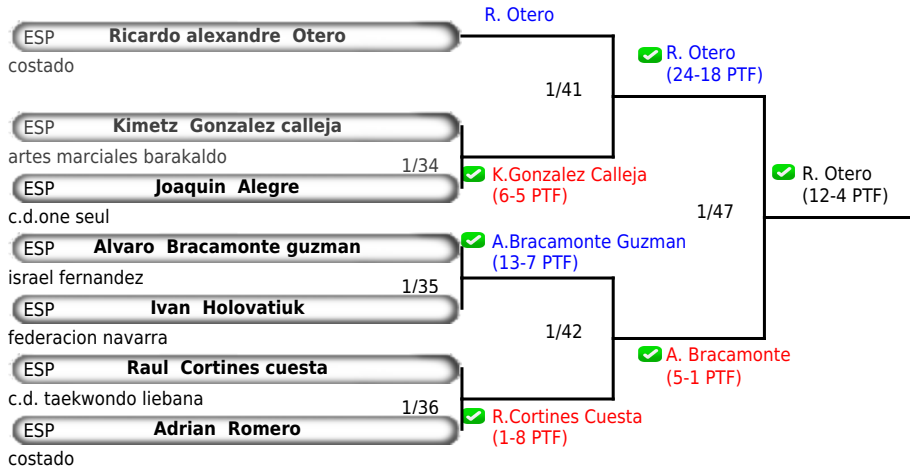 R. Otero
ESP Ricardo alexandre Otero
costado
R. Otero
(24-18 PTF)
1/41
ESP Kimetz Gonzalez calleja
artes marciales barakaldo
1/34
ESP Joaquin Alegre
K.Gonzalez Calleja
(6-5 PTF)
R. Otero
(12-4 PTF)
c.d.one seul
1/47
ESP Alvaro Bracamonte guzman
A.Bracamonte Guzman
(13-7 PTF)
israel fernandez
1/35
ESP Ivan Holovatiuk
federacion navarra
1/42
ESP Raul Cortines cuesta
A. Bracamonte
(5-1 PTF)
c.d. taekwondo liebana
1/36
ESP Adrian Romero
R.Cortines Cuesta
(1-8 PTF)
costado